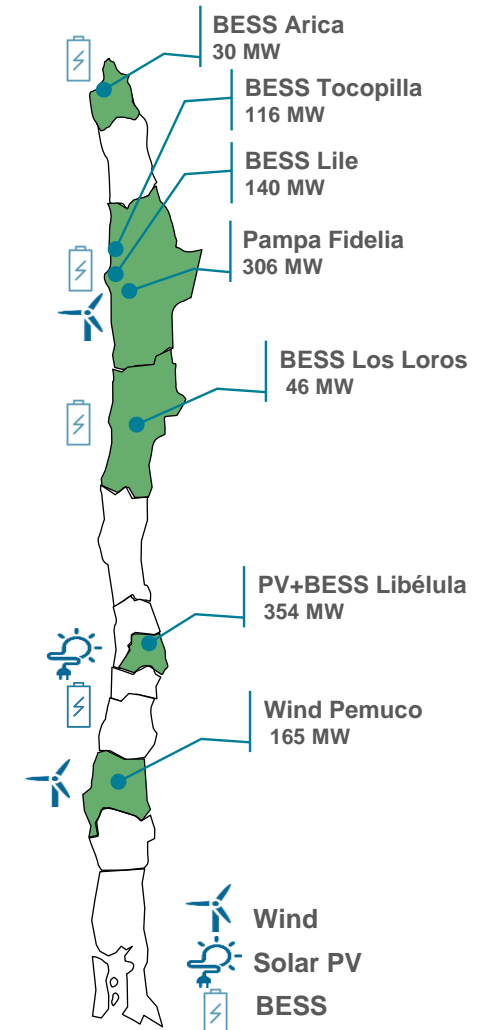 BESS Arica
30 MW
BESS Tocopilla
116 MW
BESS Lile
140 MW
Pampa Fidelia
306 MW
BESS Los Loros
46 MW
PV+BESS Libélula
354 MW
Wind Pemuco
165 MW
Wind
Solar PV
BESS